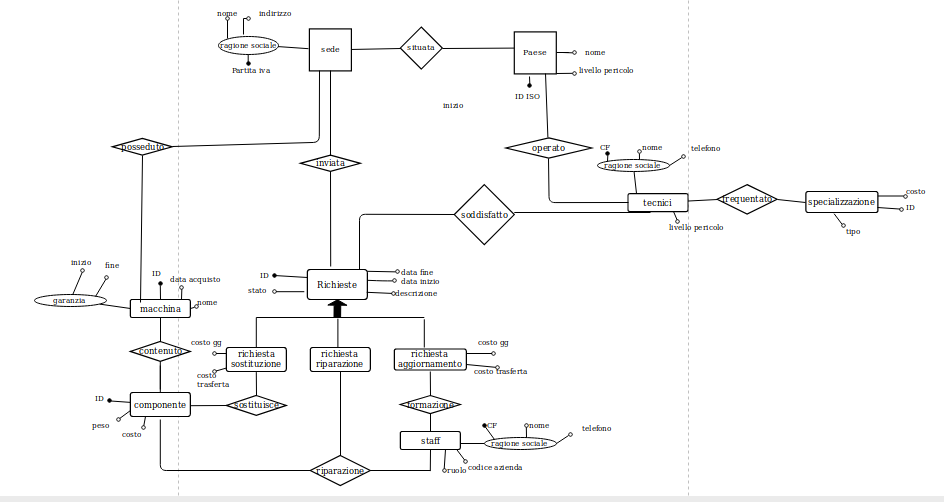 nome
indirizzo
ragione sociale
Partita iva
sede
situata
Paese
nome
livello pericolo
ID ISO
inizio
posseduto
inviata
operato
CF
nome
telefono
ragione sociale
tecnici
frequentato
specializzazione
costo
ID
tipo
livello pericolo
soddisfatto
inizio
fine
garanzia
ID
data acquisto
nome
macchina
ID
stato
Richieste
data fine
data inizio
descrizione
contenuto
costo gg
costo
trasferta
richiesta
sostituzione
richiesta
riparazione
richiesta
aggiornamento
costo gg
costo trasferta
ID
peso
costo
componente
sostituisce
formazione
staff
CF
nome
telefono
ragione sociale
ruolo
codice azienda
riparazione